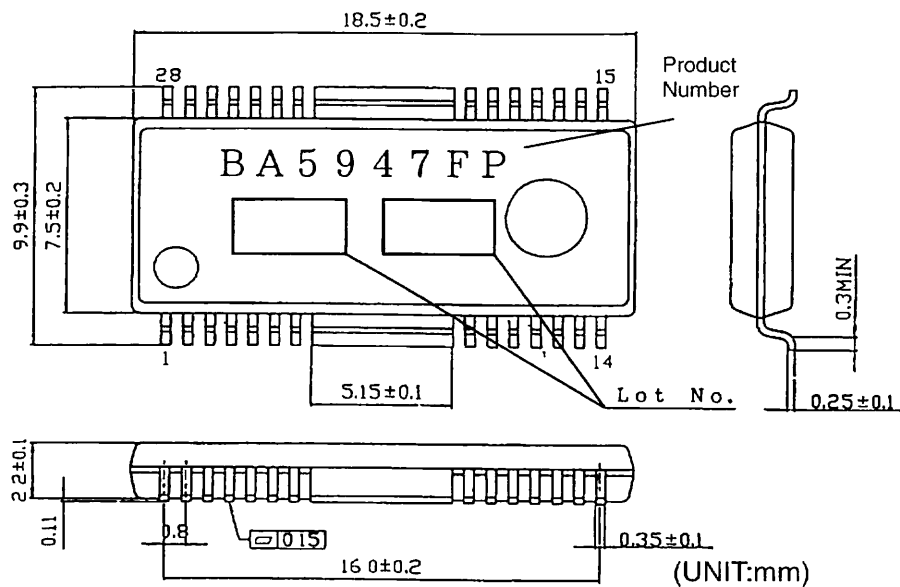 18.5±0.2
28
15
Product
Number
BA5947FP
9.9±0.3
7.5±0.2
0.3MIN
1
14
5.15±0.1
Lot No.
0.25±0.1
2.2±0.1
0.11
0.8
0.15
16.0±0.2
0.35±0.1
(UNIT:mm)